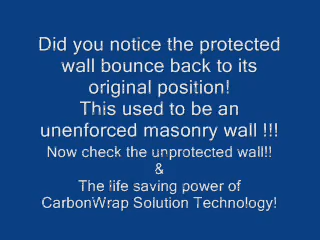 Did you notice the protected
wall bounce back to its
original position!
This used to be an
unenforced masonry wall !!!
Now check the unprotected wall!!
&
The life saving power of
CarbonWrap Solution Technology!